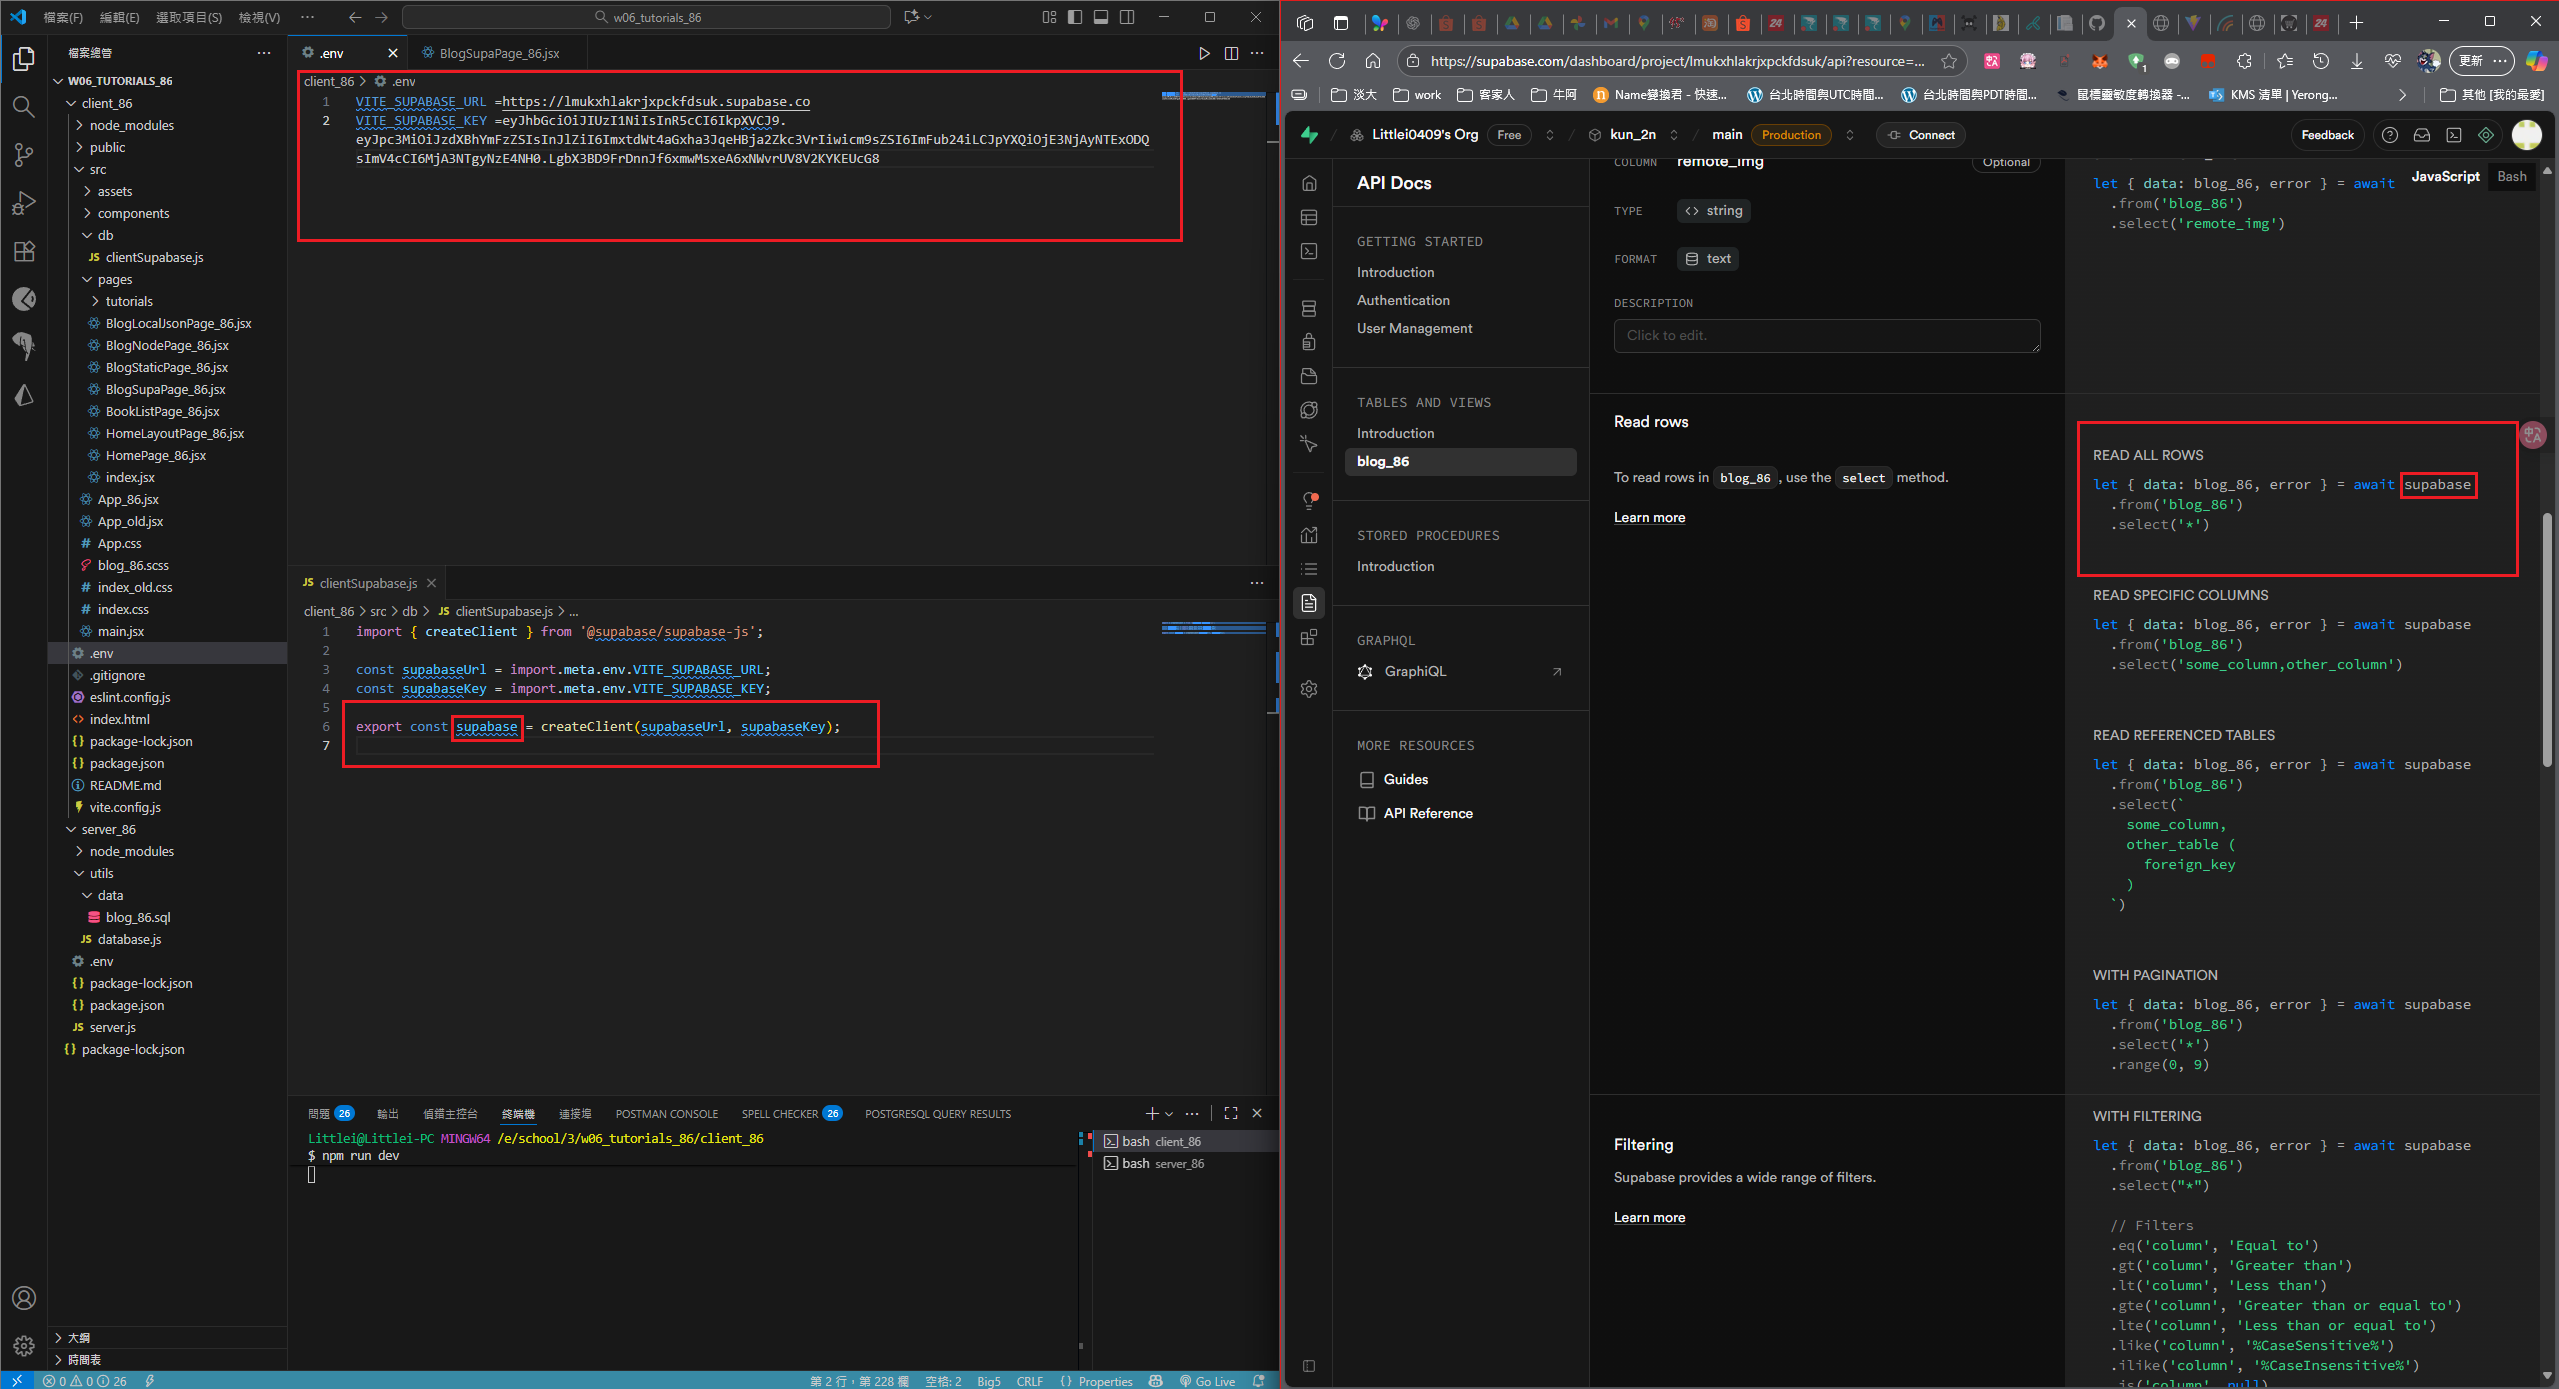 檔案(F) 編輯(E) 選取項目(S) 檢視(V) ···
w06_tutorials_86
檔案總管
W06_TUTORIALS_86
client_86
node_modules
public
src
assets
components
db
clientSupabase.js
pages
tutorials
BlogLocalJsonPage_86.jsx
BlogNodePage_86.jsx
BlogStaticPage_86.jsx
BlogSupaPage_86.jsx
BookListPage_86.jsx
HomeLayoutPage_86.jsx
HomePage_86.jsx
index.jsx
App_86.jsx
App_old.jsx
App.css
blog_86.scss
index_old.css
index.css
main.jsx
.env
.gitignore
eslint.config.js
index.html
package-lock.json
package.json
README.md
vite.config.js
server_86
node_modules
utils
data
blog_86.sql
database.js
.env
package-lock.json
package.json
server.js
package-lock.json
大綱
時間表
.env
BlogSupaPage_86.jsx
client_86 > .env
1 VITE_SUPABASE_URL =https://lmukxhlakrjxpckfdsuk.supabase.co
2 VITE_SUPABASE_KEY =
clientSupabase.js
client_86 > src > db > JS clientSupabase.js > ...
1 import { createClient } from '@supabase/supabase-js';
2
3 const supabaseUrl = import.meta.env.VITE_SUPABASE_URL;
4 const supabaseKey = import.meta.env.VITE_SUPABASE_KEY;
5
6 export const supabase = createClient(supabaseUrl, supabaseKey);
7
問題 26 輸出 偵錯主控台 終端機 連接埠 POSTMAN CONSOLE SPELL CHECKER 26 POSTGRESQL QUERY RESULTS
Littlei@Littlei-PC MINGW64 /e/school/3/w06_tutorials_86/client_86
$ npm run dev
bash client_86
bash server_86
0 0 26
第 2 行，第 228 欄 空格: 2 Big5 CRLF {} Properties Go Live
https://supabase.com/dashboard/project/lmukxhlakrjxpckfdsuk/api?resource=...
更新
淡大 work 客家人 牛阿 Name變換君 - 快速... 台北時間與UTC時間... 台北時間與PDT時間... 鼠標靈敏度轉換器 -... KMS 清單 | Yerong... 其他 [我的最愛]
Littlei0409's Org Free kun_2n main Production Connect Feedback
API Docs
GETTING STARTED
Introduction
Authentication
User Management
TABLES AND VIEWS
Introduction
blog_86
STORED PROCEDURES
Introduction
GRAPHQL
GraphiQL
MORE RESOURCES
Guides
API Reference
COLUMN remote_img Optional
TYPE string
FORMAT text
DESCRIPTION
Click to edit.
Read rows
To read rows in blog_86 , use the select method.
Learn more
Filtering
Supabase provides a wide range of filters.
Learn more
JavaScript Bash
let { data: blog_86, error } = await
.from('blog_86')
.select('remote_img')
READ ALL ROWS
let { data: blog_86, error } = await supabase
.from('blog_86')
.select('*')
READ SPECIFIC COLUMNS
let { data: blog_86, error } = await supabase
.from('blog_86')
.select('some_column,other_column')
READ REFERENCED TABLES
let { data: blog_86, error } = await supabase
.from('blog_86')
.select(`
some_column,
other_table (
foreign_key
)
`)
WITH PAGINATION
let { data: blog_86, error } = await supabase
.from('blog_86')
.select('*')
.range(0, 9)
WITH FILTERING
let { data: blog_86, error } = await supabase
.from('blog_86')
.select("*")
// Filters
.eq('column', 'Equal to')
.gt('column', 'Greater than')
.lt('column', 'Less than')
.gte('column', 'Greater than or equal to')
.lte('column', 'Less than or equal to')
.like('column', '%CaseSensitive%')
.ilike('column', '%CaseInsensitive%')
.is('column', null)